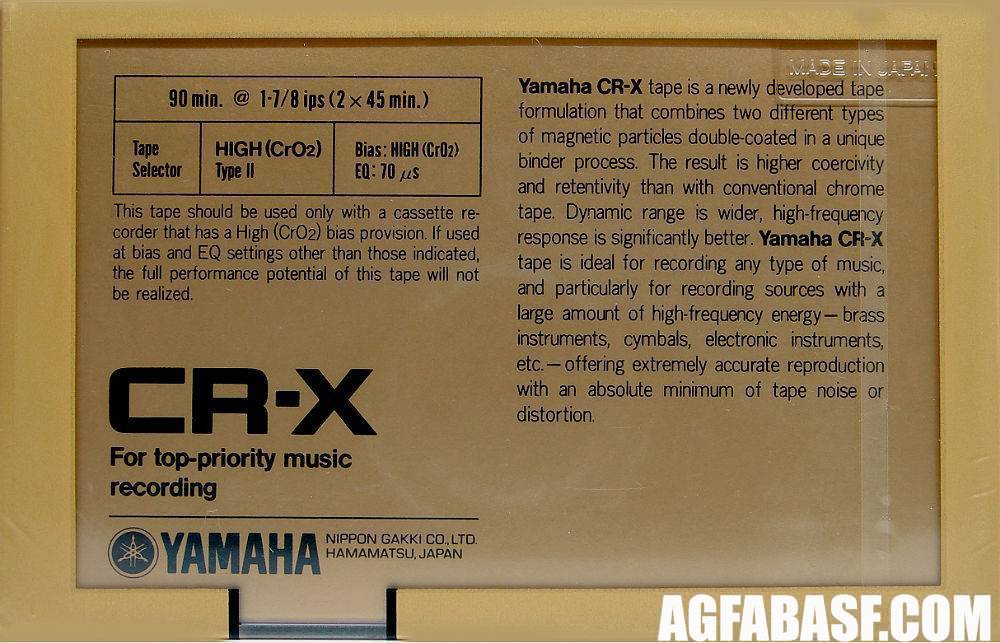 MADE IN JAPAN
90 min. @ 1-7/8 ips (2 × 45 min.)
Tape
Selector
HIGH (CrO2)
Type II
Bias: HIGH (CrO2)
EQ: 70 μs
This tape should be used only with a cassette re-
corder that has a High (CrO2) bias provision. If used
at bias and EQ settings other than those indicated,
the full performance potential of this tape will not
be realized.
CR-X
For top-priority music
recording
YAMAHA
NIPPON GAKKI CO., LTD.
HAMAMATSU, JAPAN
Yamaha CR-X tape is a newly developed tape
formulation that combines two different types
of magnetic particles double-coated in a unique
binder process. The result is higher coercivity
and retentivity than with conventional chrome
tape. Dynamic range is wider, high-frequency
response is significantly better. Yamaha CR-X
tape is ideal for recording any type of music,
and particularly for recording sources with a
large amount of high-frequency energy — brass
instruments, cymbals, electronic instruments,
etc. — offering extremely accurate reproduction
with an absolute minimum of tape noise or
distortion.
AGFABASF.COM